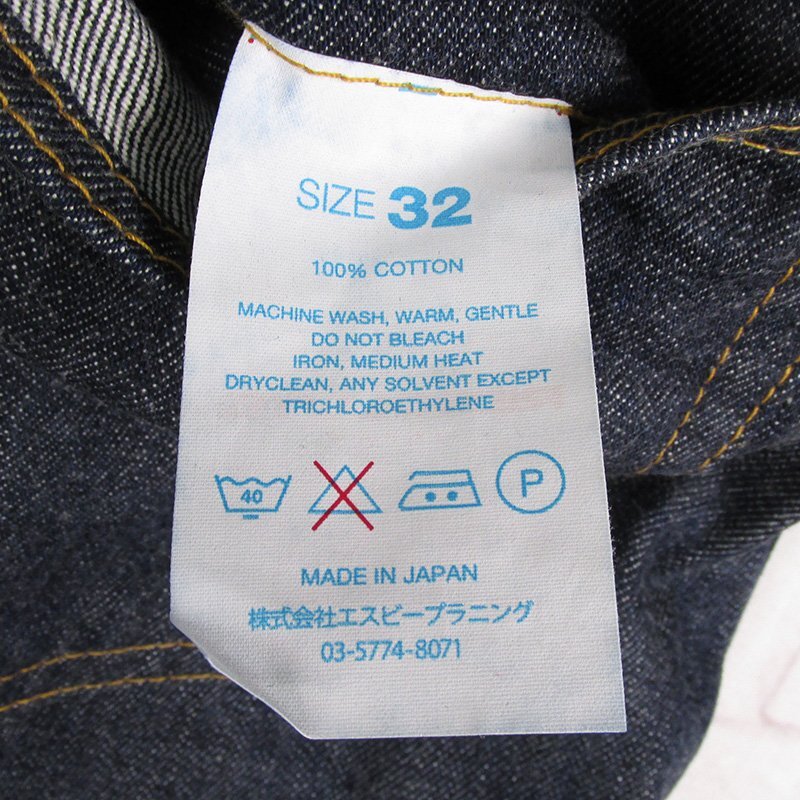 SIZE 32
100% COTTON
MACHINE WASH, WARM, GENTLE
DO NOT BLEACH
IRON, MEDIUM HEAT
DRYCLEAN, ANY SOLVENT EXCEPT
TRICHLOROETHYLENE
40 P
MADE IN JAPAN
株式会社エスピープラニング
03-5774-8071